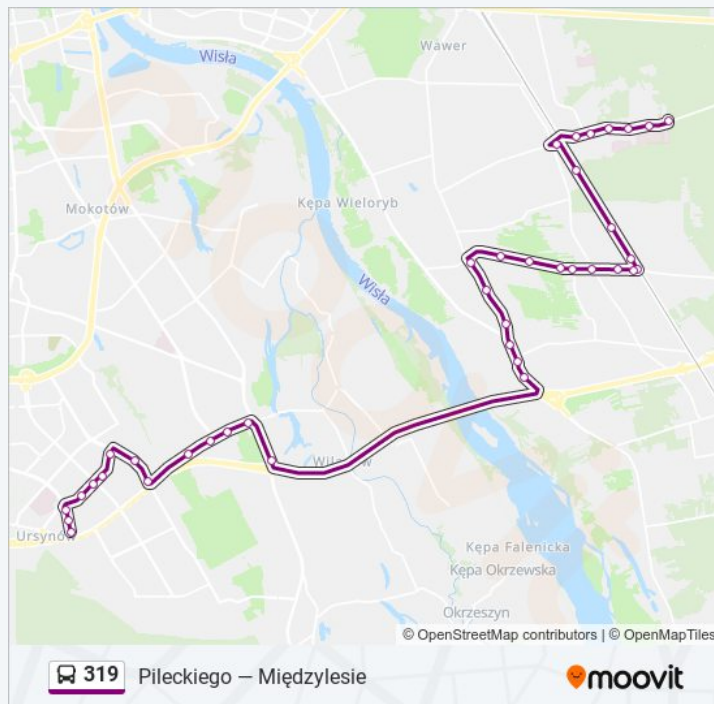 Wisła
Wawer
Mokotów
Kępa Wieloryb
Wisła
Ursynów
Kępa Falenicka
Kępa Okrzewska
Okrzeszyn
© OpenStreetMap contributors | © OpenMapTiles
319 Pileckiego — Międzylesie moovit